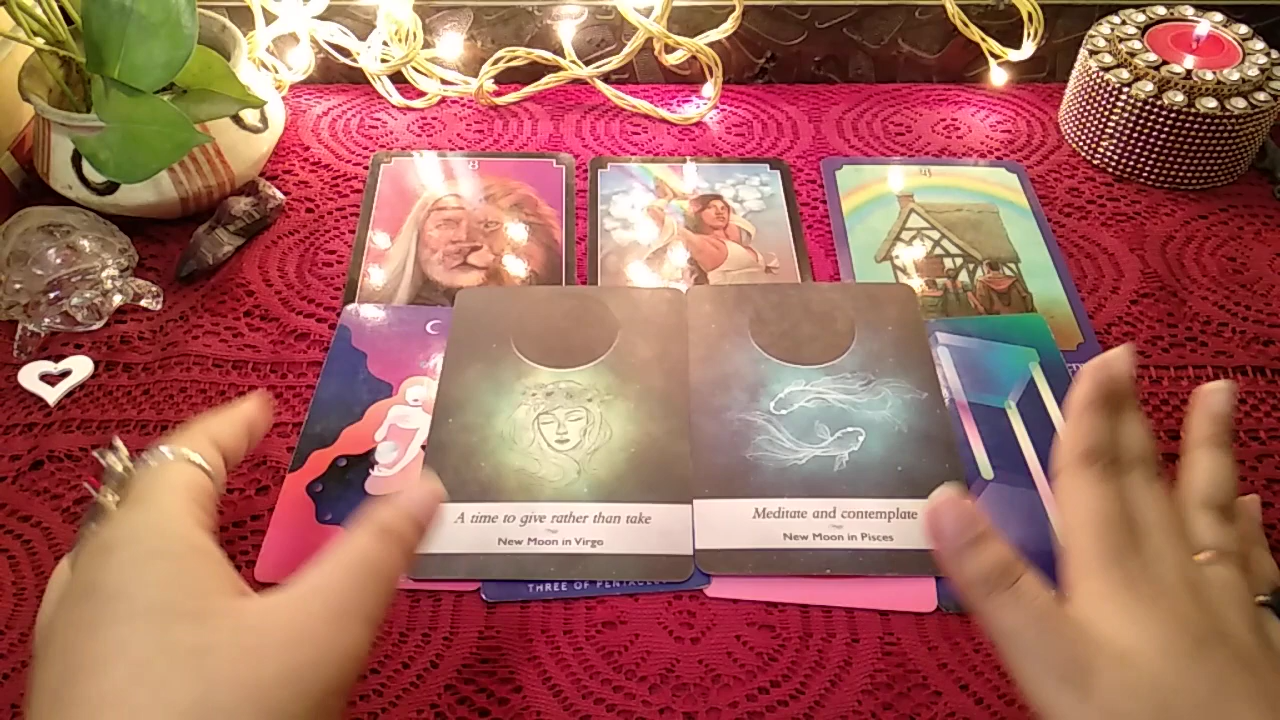 8
A time to give rather than take
New Moon in Virgo
Meditate and contemplate
New Moon in Pisces
THREE OF PENTACLES